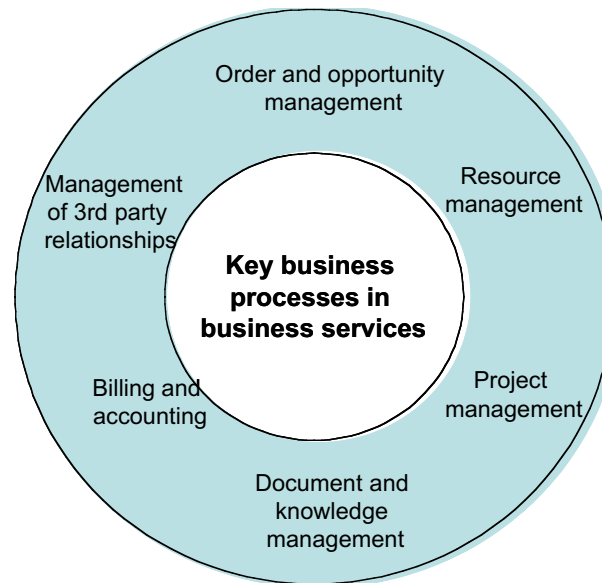 Order and opportunity
management
Resource
management
Project
management
Document and
knowledge
management
Billing and
accounting
Management
of 3rd party
relationships
Key business
processes in
business services